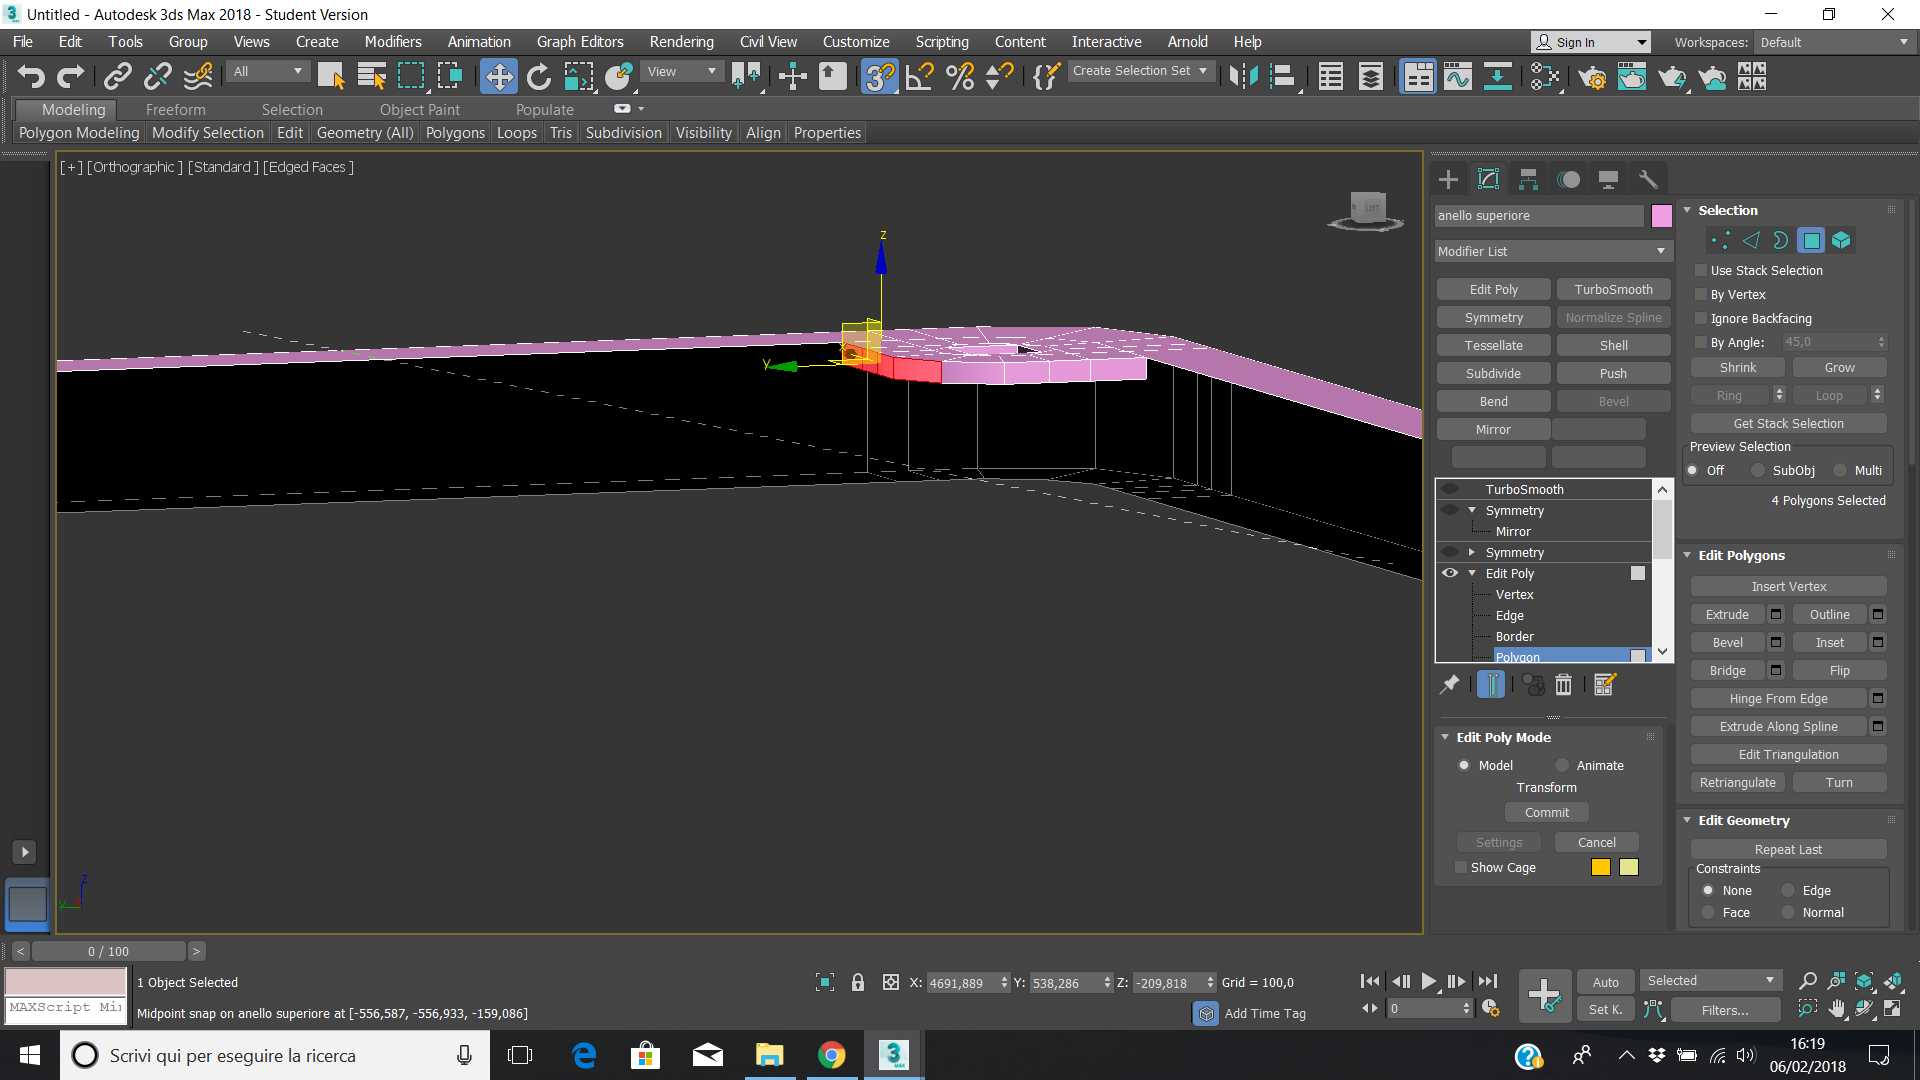 Untitled - Autodesk 3ds Max 2018 - Student Version
File Edit Tools Group Views Create Modifiers Animation Graph Editors Rendering Civil View Customize Scripting Content Interactive Arnold Help Sign In Workspaces: Default
All View Create Selection Set
Modeling Freeform Selection Object Paint Populate
Polygon Modeling Modify Selection Edit Geometry (All) Polygons Loops Tris Subdivision Visibility Align Properties
[+] [Orthographic ] [Standard ] [Edged Faces ]
LEFT
z
y
z
y
anello superiore
Modifier List
Edit Poly TurboSmooth
Symmetry Normalize Spline
Tessellate Shell
Subdivide Push
Bend Bevel
Mirror
TurboSmooth
Symmetry
Mirror
Symmetry
Edit Poly
Vertex
Edge
Border
Polygon
Edit Poly Mode
Model Animate
Transform
Commit
Settings Cancel
Show Cage
Selection
Use Stack Selection
By Vertex
Ignore Backfacing
By Angle: 45,0
Shrink Grow
Ring Loop
Get Stack Selection
Preview Selection
Off SubObj Multi
4 Polygons Selected
Edit Polygons
Insert Vertex
Extrude Outline
Bevel Inset
Bridge Flip
Hinge From Edge
Extrude Along Spline
Edit Triangulation
Retriangulate Turn
Edit Geometry
Repeat Last
Constraints
None Edge
Face Normal
< 0 / 100 >
1 Object Selected X: 4691,889 Y: 538,286 Z: -209,818 Grid = 100,0 Auto Selected
MAXScript Mi
Midpoint snap on anello superiore at [-556,587, -556,933, -159,086] Add Time Tag 0 Set K. Filters...
Scrivi qui per eseguire la ricerca
3
MAX
16:19
06/02/2018